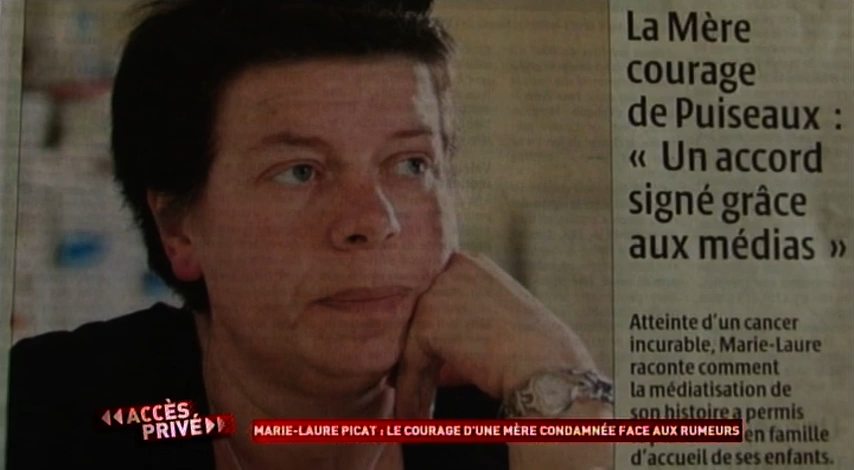 La Mère
courage
de Puiseaux :
« Un accord
signé grâce
aux médias »
Atteinte d'un cancer
incurable, Marie-Laure
raconte comment
la médiatisation de
son histoire a permis
en famille
d'accueil de ses enfants.
ACCÈS
PRIVÉ
MARIE-LAURE PICAT : LE COURAGE D'UNE MÈRE CONDAMNÉE FACE AUX RUMEURS